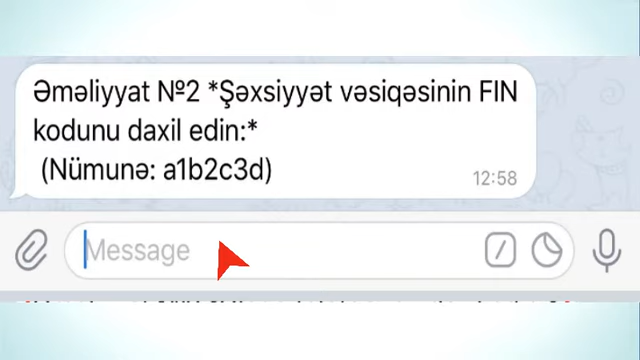 Əməliyyat №2 *Şəxsiyyət vəsiqəsinin FIN
kodunu daxil edin:*
(Nümunə: a1b2c3d)
12:58
Message